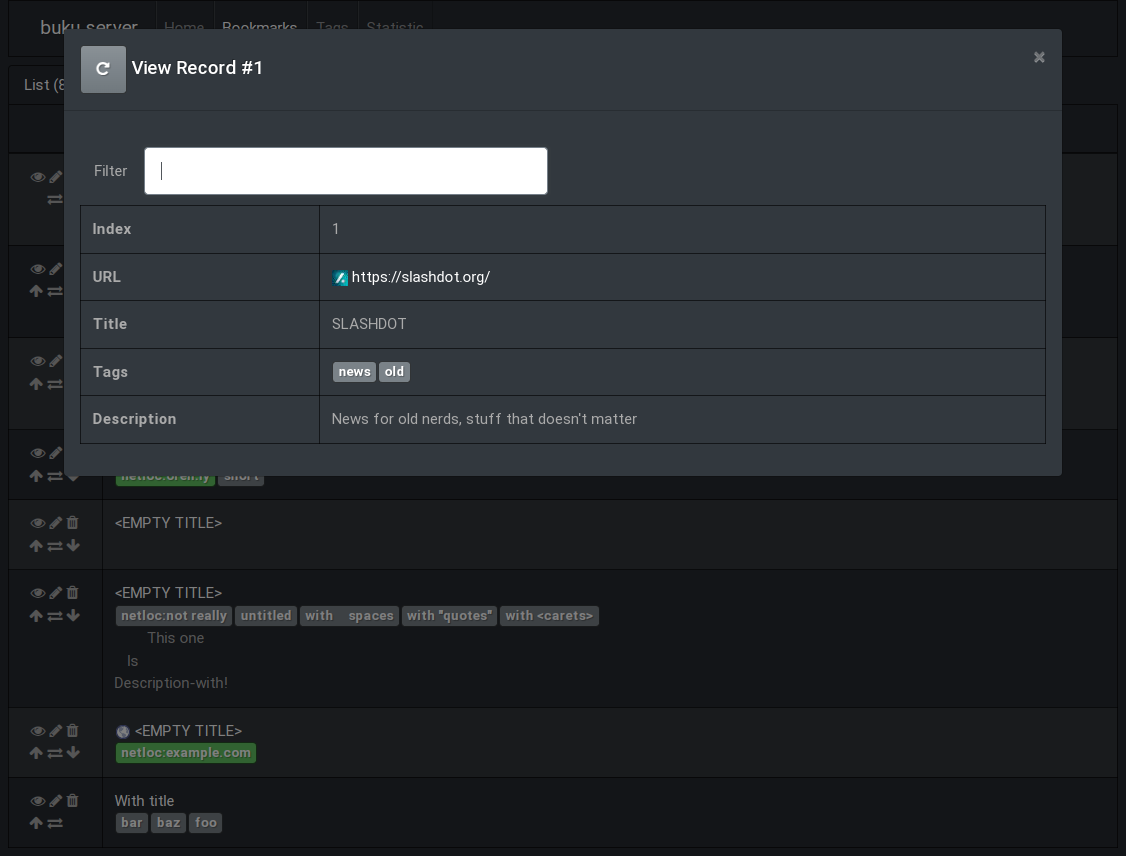 buku server Home Bookmarks Tags Statistic
View Record #1 ×
List (8
Filter
Index 1
URL https://slashdot.org/
Title SLASHDOT
Tags news old
Description News for old nerds, stuff that doesn't matter
netloc:oren.ly short
<EMPTY TITLE>
<EMPTY TITLE>
netloc:not really untitled with    spaces with "quotes" with <carets>
This one
Is
Description-with!
<EMPTY TITLE>
netloc:example.com
With title
bar baz foo